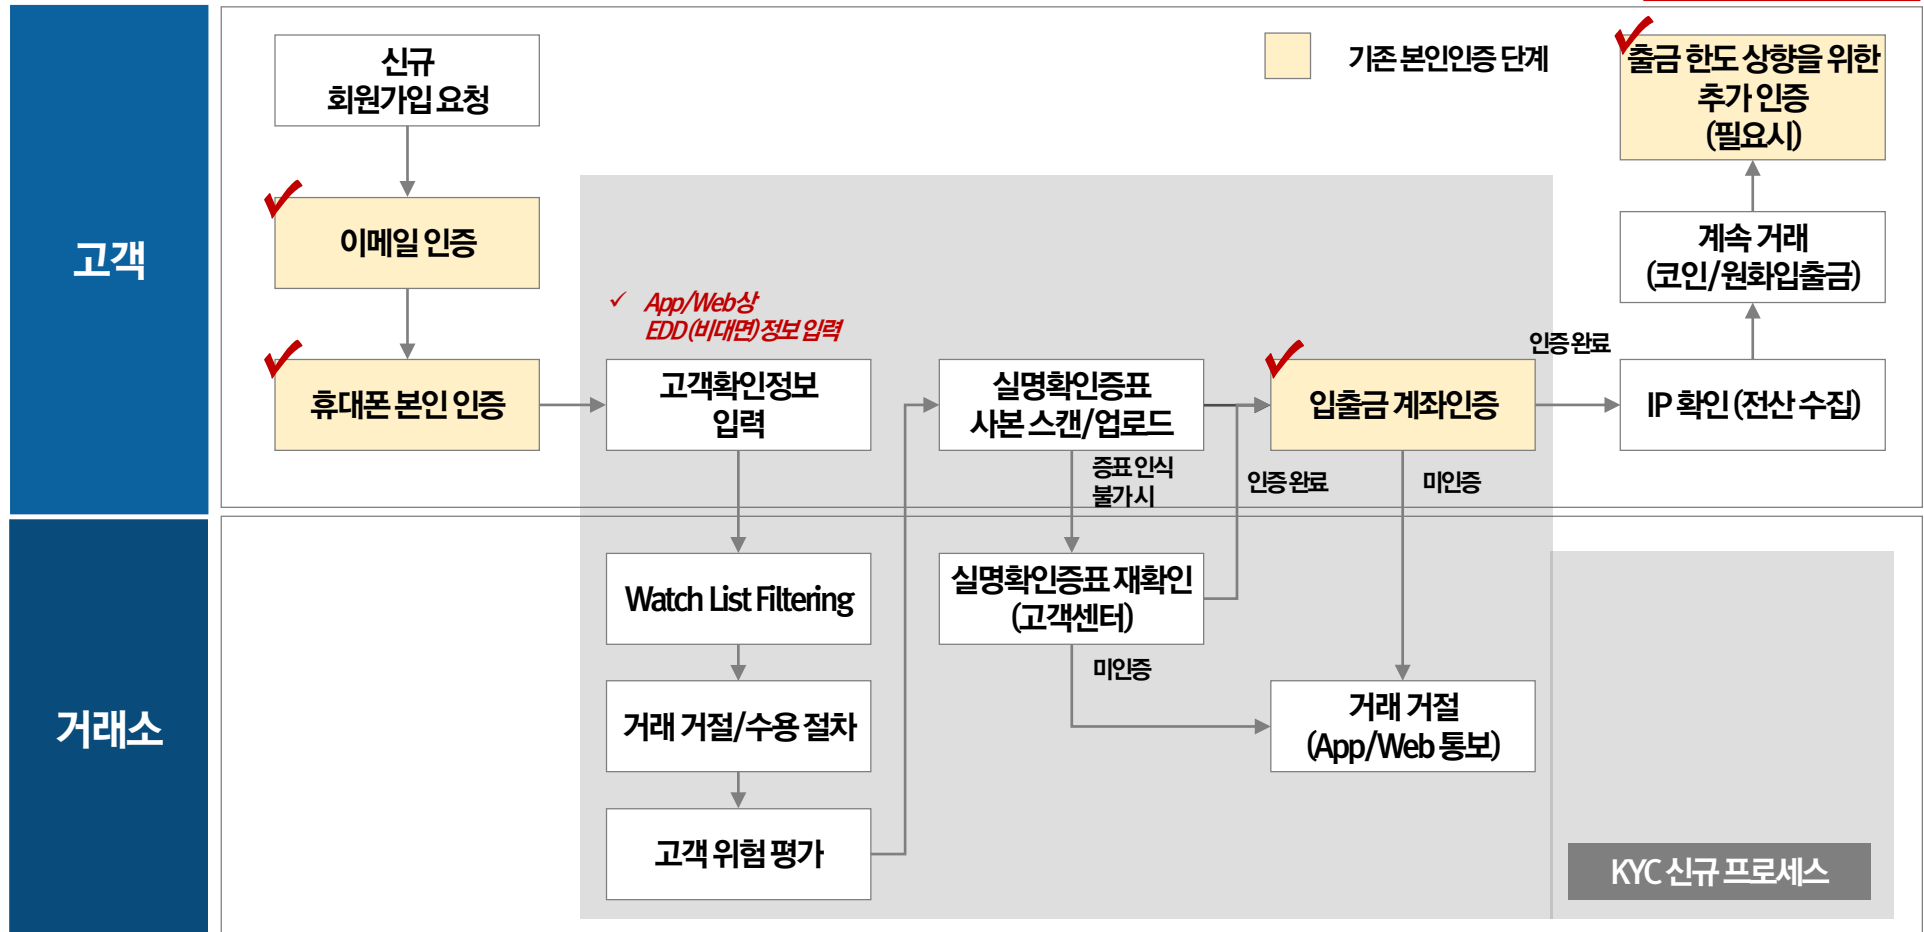 고객
신규
회원가입 요청
기존 본인인증 단계
출금 한도 상향을 위한
추가 인증
(필요시)
이메일 인증
계속 거래
(코인/원화입출금)
App/Web상
EDD(비대면)정보 입력
인증 완료
휴대폰 본인 인증
고객확인정보
입력
실명확인증표
사본 스캔/업로드
입출금 계좌인증
IP 확인 (전산 수집)
증표 인식
불가 시
인증 완료
미인증
거래소
Watch List Filtering
실명확인증표 재확인
(고객센터)
미인증
거래 거절/수용 절차
거래 거절
(App/Web 통보)
고객 위험 평가
KYC 신규 프로세스